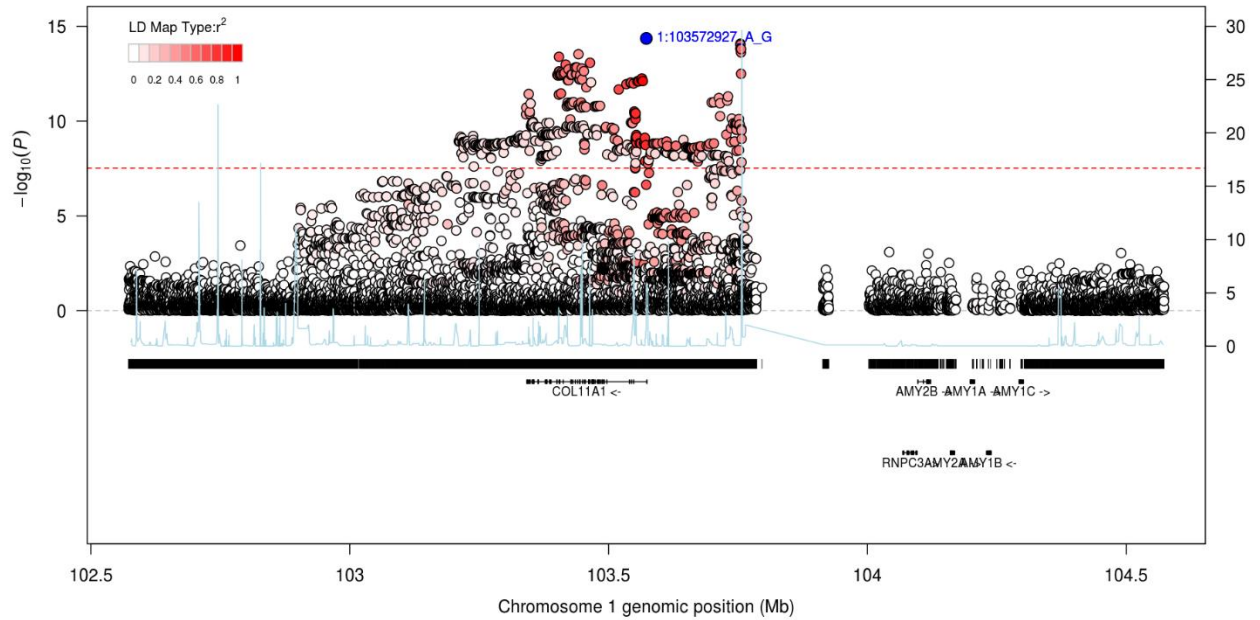 LD Map Type:r²
0 0.2 0.4 0.6 0.8 1
1:103572927_A_G
15
10
5
0
−log₁₀(P)
30
25
20
15
10
5
0
COL11A1 <-
AMY2B -> AMY1A -> AMY1C ->
RNPC3 AMY2A AMY1B <-
102.5 103 103.5 104 104.5
Chromosome 1 genomic position (Mb)